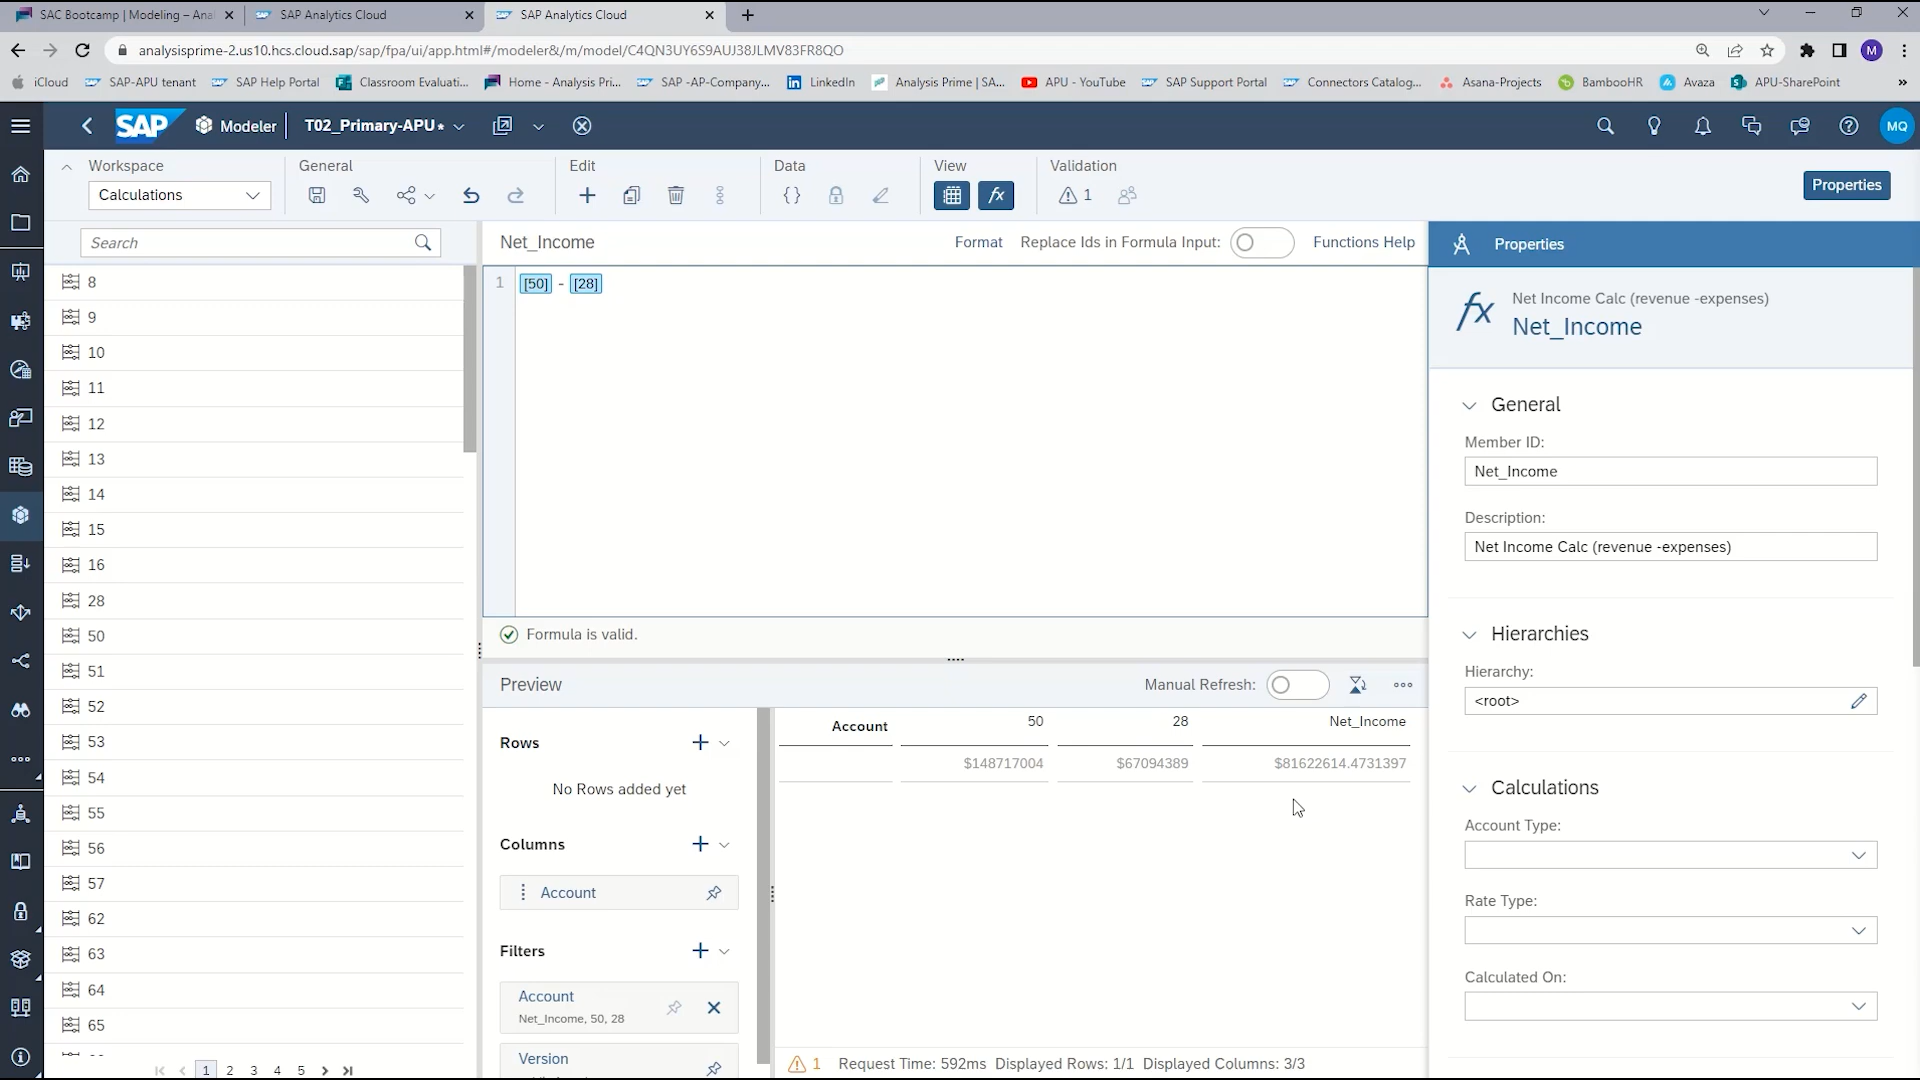 SAC Bootcamp | Modeling – Anal
SAP Analytics Cloud
SAP Analytics Cloud
analysisprime-2.us10.hcs.cloud.sap/sap/fpa/ui/app.html#/modeler&/m/model/C4QN3UY6S9AUJ38JLMV83FR8QO
M
iCloud
SAP-APU tenant
SAP Help Portal
Classroom Evaluati...
Home - Analysis Pri...
SAP -AP-Company...
LinkedIn
Analysis Prime | SA...
APU - YouTube
SAP Support Portal
Connectors Catalog...
Asana-Projects
BambooHR
Avaza
APU-SharePoint
»
SAP
Modeler
T02_Primary-APU*
MQ
Workspace
General
Edit
Data
View
Validation
Calculations
{}
fx
1
Properties
Search
Net_Income
Format
Replace Ids in Formula Input:
Functions Help
8
9
10
11
12
13
14
15
16
28
50
51
52
53
54
55
56
57
62
63
64
65
1 2 3 4 5
1 [50] - [28]
Formula is valid.
Preview
Manual Refresh:
Rows
No Rows added yet
Columns
Account
Filters
Account
Net_Income, 50, 28
Version
Account 50 28 Net_Income
$148717004 $67094389 $81622614.4731397
1 Request Time: 592ms Displayed Rows: 1/1 Displayed Columns: 3/3
Properties
fx
Net Income Calc (revenue -expenses)
Net_Income
General
Member ID:
Net_Income
Description:
Net Income Calc (revenue -expenses)
Hierarchies
Hierarchy:
<root>
Calculations
Account Type:
Rate Type:
Calculated On: